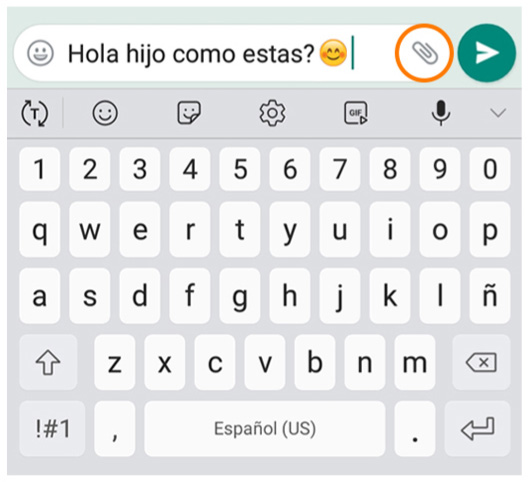 Hola hijo como estas?😊
T GIF
1 2 3 4 5 6 7 8 9 0
q w e r t y u i o p
a s d f g h j k l ñ
z x c v b n m
!#1 , Español (US) .